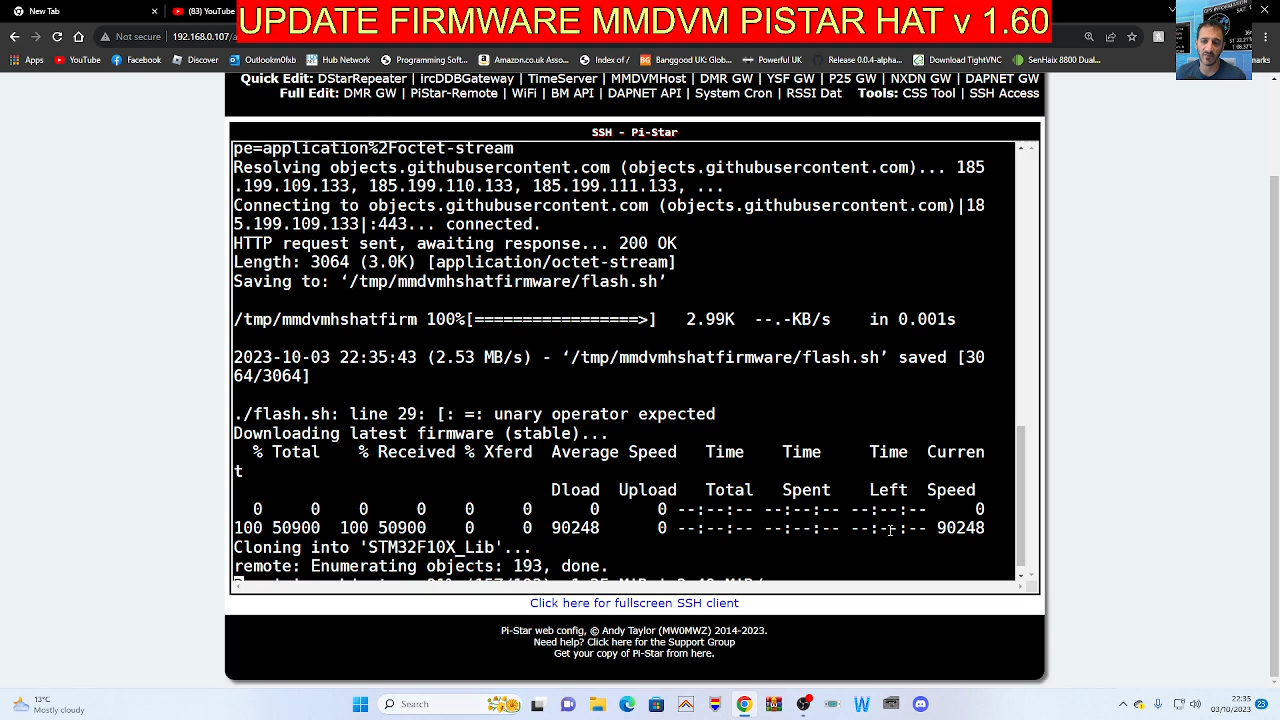 New Tab
(83) YouTube
UPDATE FIRMWARE MMDVM PISTAR HAT v 1.60
Not secure
192.168.0.107/a
Apps
YouTube
Facebook
Outlook0mlxb
Hub Network
Programming Soft...
Amazon.co.uk Asso...
Index of /
Banggood UK: Glob...
Powerful UK
Release 0.0.4-alpha...
Download TightVNC
SenHaix 8800 Dual...
Quick Edit: DStarRepeater | ircDDBGateway | TimeServer | MMDVMHost | DMR GW | YSF GW | P25 GW | NXDN GW | DAPNET GW
Full Edit: DMR GW | PiStar-Remote | WiFi | BM API | DAPNET API | System Cron | RSSI Dat   Tools: CSS Tool | SSH Access
SSH - Pi-Star
pe=application%2Foctet-stream
Resolving objects.githubusercontent.com (objects.githubusercontent.com)... 185
.199.109.133, 185.199.110.133, 185.199.111.133, ...
Connecting to objects.githubusercontent.com (objects.githubusercontent.com)|18
5.199.109.133|:443... connected.
HTTP request sent, awaiting response... 200 OK
Length: 3064 (3.0K) [application/octet-stream]
Saving to: ‘/tmp/mmdvmhshatfirmware/flash.sh’
/tmp/mmdvmhshatfirm 100%[=================>]   2.99K  --.-KB/s    in 0.001s
2023-10-03 22:35:43 (2.53 MB/s) - ‘/tmp/mmdvmhshatfirmware/flash.sh’ saved [30
64/3064]
./flash.sh: line 29: [: =: unary operator expected
Downloading latest firmware (stable)...
% Total    % Received % Xferd  Average Speed   Time    Time     Time  Curren
t
Dload  Upload   Total   Spent    Left  Speed
0     0    0     0    0     0      0      0 --:--:-- --:--:-- --:--:--     0
100 50900  100 50900    0     0  90248      0 --:--:-- --:--:-- --:--:-- 90248
Cloning into 'STM32F10X_Lib'...
remote: Enumerating objects: 193, done.
Click here for fullscreen SSH client
Pi-Star web config, © Andy Taylor (MW0MWZ) 2014-2023.
Need help? Click here for the Support Group
Get your copy of Pi-Star from here.
13°C
Mostly cloudy
Search
22:35
03/10/2023
23